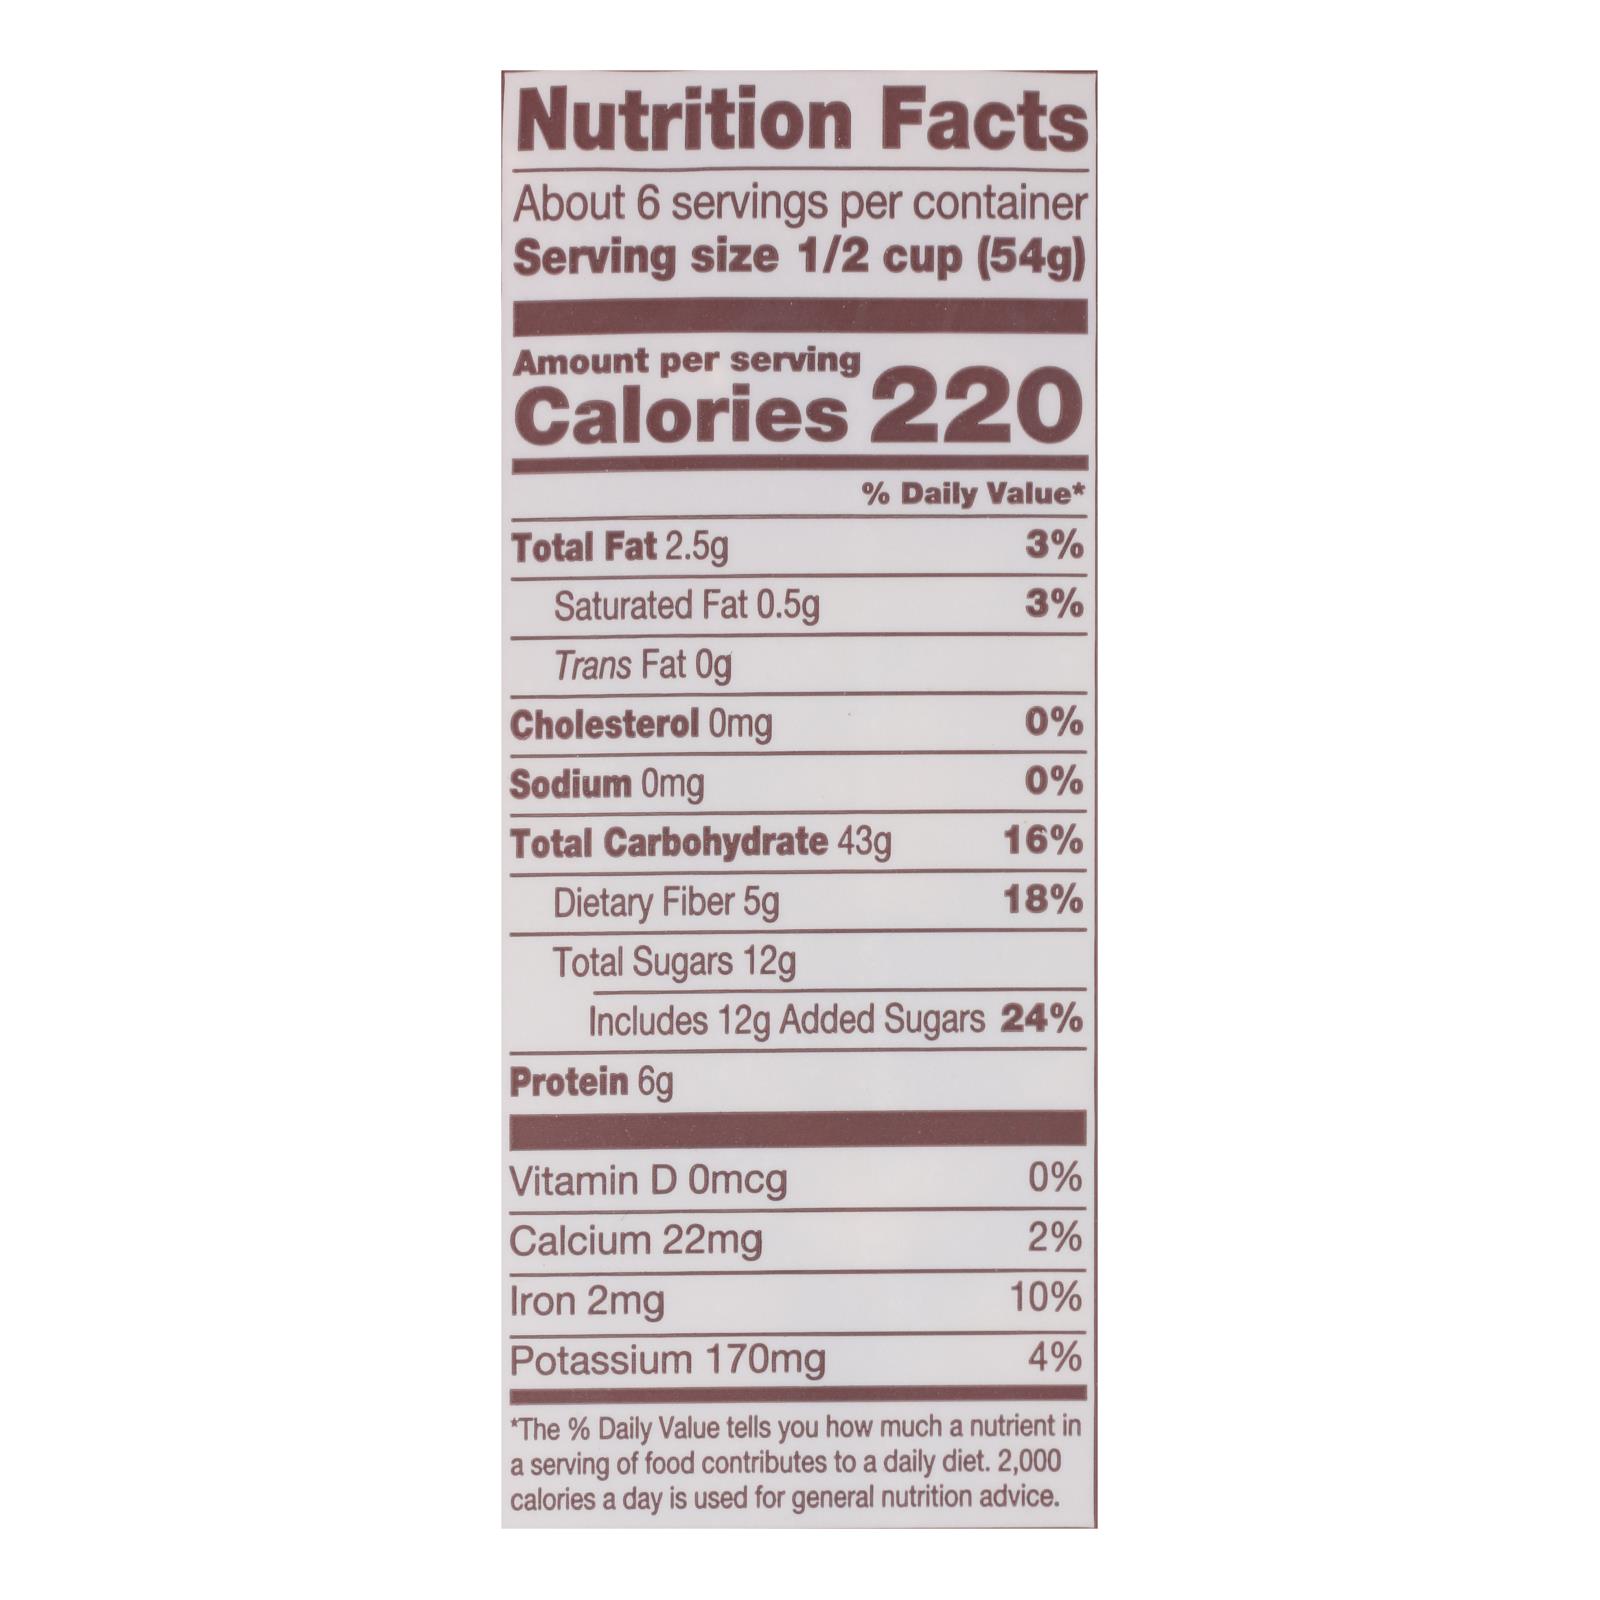 Nutrition Facts
About 6 servings per container
Serving size 1/2 cup (54g)
Amount per serving
Calories 220
% Daily Value*
Total Fat 2.5g 3%
Saturated Fat 0.5g 3%
Trans Fat 0g
Cholesterol 0mg 0%
Sodium 0mg 0%
Total Carbohydrate 43g 16%
Dietary Fiber 5g 18%
Total Sugars 12g
Includes 12g Added Sugars 24%
Protein 6g
Vitamin D 0mcg 0%
Calcium 22mg 2%
Iron 2mg 10%
Potassium 170mg 4%
*The % Daily Value tells you how much a nutrient in
a serving of food contributes to a daily diet. 2,000
calories a day is used for general nutrition advice.